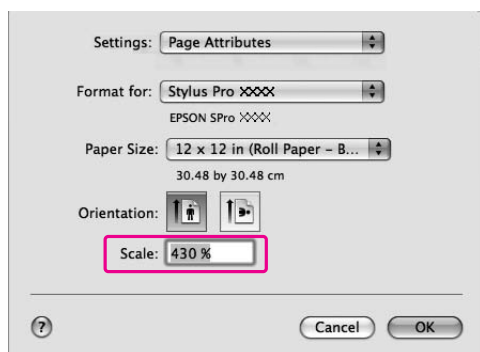 Settings: Page Attributes
Format for: Stylus Pro XXXX
EPSON SPro XXXX
Paper Size: 12 x 12 in (Roll Paper – B...
30.48 by 30.48 cm
Orientation:
Scale: 430 %
? Cancel OK